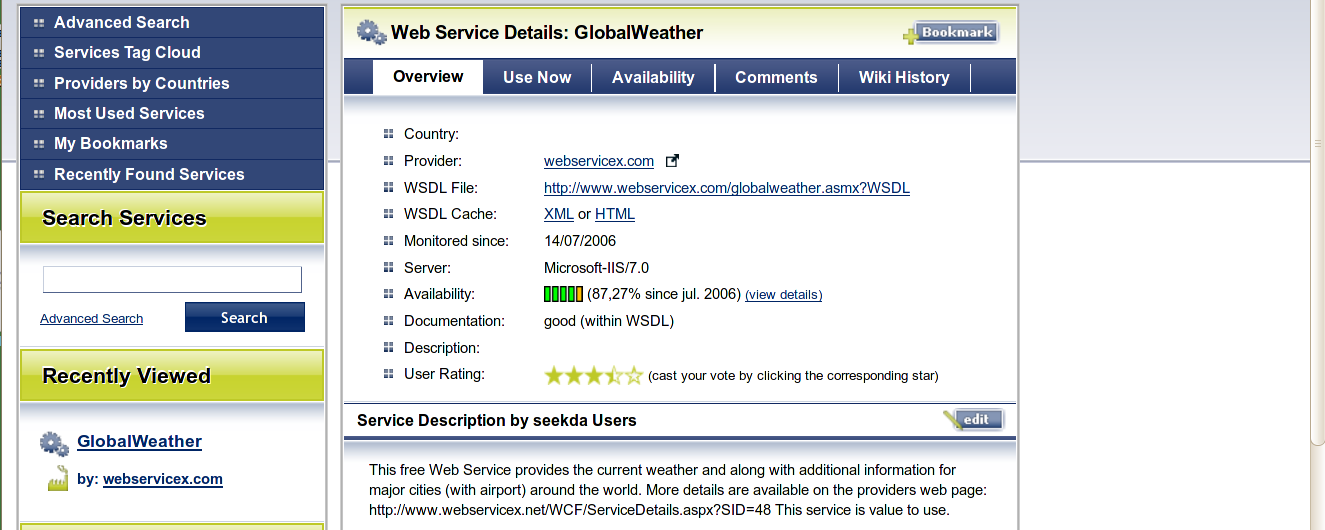 Advanced Search
Services Tag Cloud
Providers by Countries
Most Used Services
My Bookmarks
Recently Found Services
Search Services
Advanced Search Search
Recently Viewed
GlobalWeather
by: webservicex.com
Web Service Details: GlobalWeather Bookmark
Overview Use Now Availability Comments Wiki History
Country:
Provider: webservicex.com
WSDL File: http://www.webservicex.com/globalweather.asmx?WSDL
WSDL Cache: XML or HTML
Monitored since: 14/07/2006
Server: Microsoft-IIS/7.0
Availability: (87,27% since jul. 2006) (view details)
Documentation: good (within WSDL)
Description:
User Rating: (cast your vote by clicking the corresponding star)
Service Description by seekda Users edit
This free Web Service provides the current weather and along with additional information for
major cities (with airport) around the world. More details are available on the providers web page:
http://www.webservicex.net/WCF/ServiceDetails.aspx?SID=48 This service is value to use.